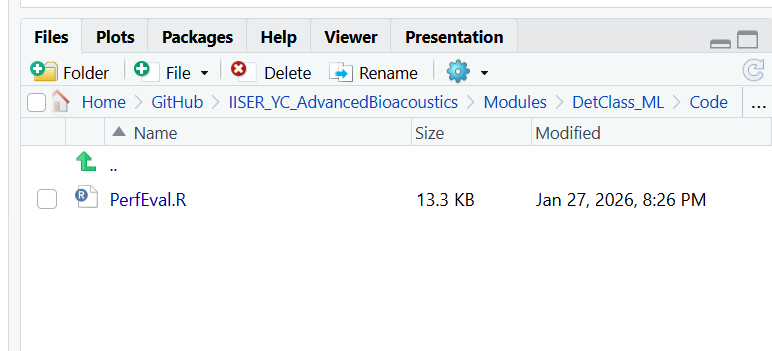 Files Plots Packages Help Viewer Presentation
Folder File Delete Rename
Home GitHub IISER_YC_AdvancedBioacoustics Modules DetClass_ML Code ...
Name Size Modified
..
R PerfEval.R 13.3 KB Jan 27, 2026, 8:26 PM